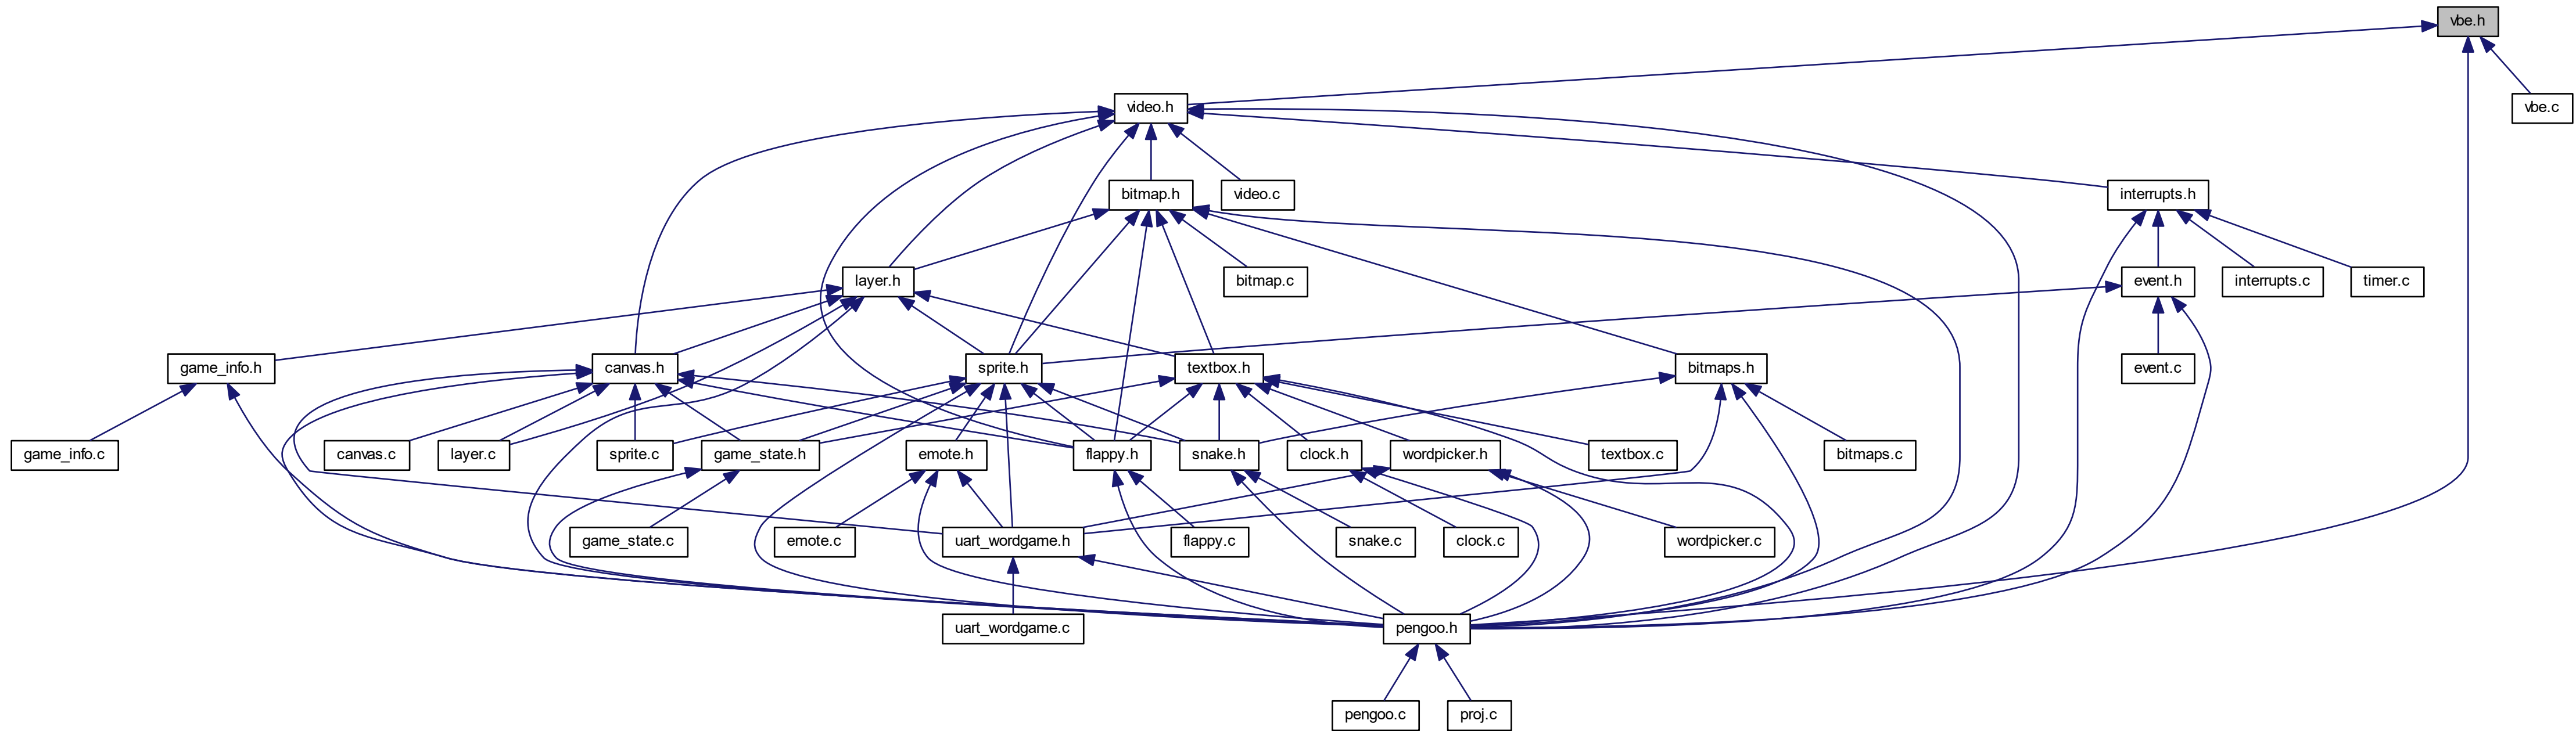 vbe.h
video.h
vbe.c
bitmap.h
video.c
interrupts.h
layer.h
bitmap.c
event.h
interrupts.c
timer.c
game_info.h
canvas.h
sprite.h
textbox.h
bitmaps.h
event.c
game_info.c
canvas.c
layer.c
sprite.c
game_state.h
emote.h
flappy.h
snake.h
clock.h
wordpicker.h
textbox.c
bitmaps.c
game_state.c
emote.c
uart_wordgame.h
flappy.c
snake.c
clock.c
wordpicker.c
uart_wordgame.c
pengoo.h
pengoo.c
proj.c